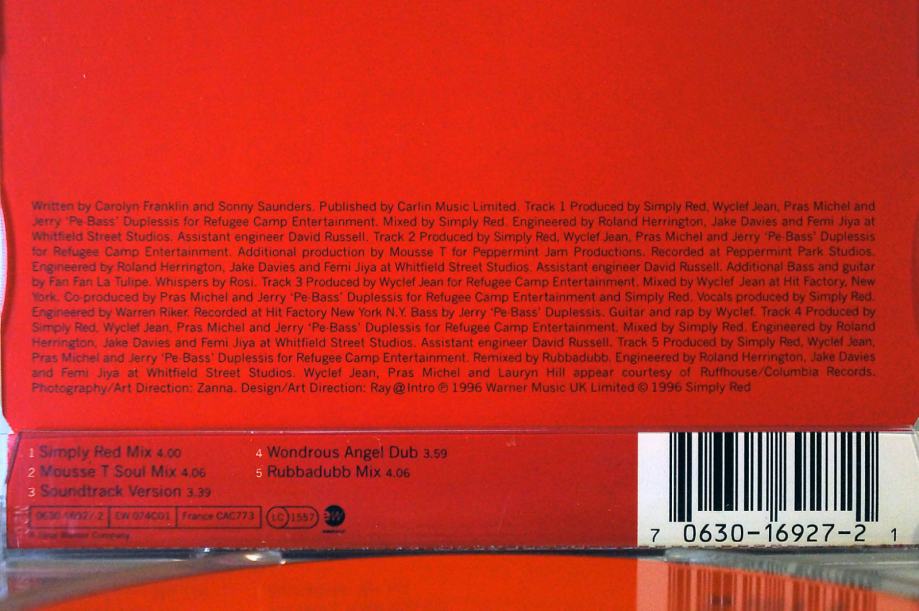 Written by Carolyn Franklin and Sonny Saunders. Published by Carlin Music Limited. Track 1 Produced by Simply Red, Wyclef Jean, Pras Michel and
Jerry ‘Pe-Bass’ Duplessis for Refugee Camp Entertainment. Mixed by Simply Red. Engineered by Roland Herrington, Jake Davies and Femi Jiya at
Whitfield Street Studios. Assistant engineer David Russell. Track 2 Produced by Simply Red, Wyclef Jean, Pras Michel and Jerry ‘Pe-Bass’ Duplessis
for Refugee Camp Entertainment. Additional production by Mousse T for Peppermint Jam Productions. Recorded at Peppermint Park Studios.
Engineered by Roland Herrington, Jake Davies and Femi Jiya at Whitfield Street Studios. Assistant engineer David Russell. Additional Bass and guitar
by Fan Fan La Tulipe. Whispers by Rosi. Track 3 Produced by Wyclef Jean for Refugee Camp Entertainment. Mixed by Wyclef Jean at Hit Factory, New
York. Co-produced by Pras Michel and Jerry ‘Pe-Bass’ Duplessis for Refugee Camp Entertainment and Simply Red. Vocals produced by Simply Red.
Engineered by Warren Riker. Recorded at Hit Factory New York N.Y. Bass by Jerry ‘Pe-Bass’ Duplessis. Guitar and rap by Wyclef. Track 4 Produced by
Simply Red, Wyclef Jean, Pras Michel and Jerry ‘Pe-Bass’ Duplessis for Refugee Camp Entertainment. Mixed by Simply Red. Engineered by Roland
Herrington, Jake Davies and Femi Jiya at Whitfield Street Studios. Assistant engineer David Russell. Track 5 Produced by Simply Red, Wyclef Jean,
Pras Michel and Jerry ‘Pe-Bass’ Duplessis for Refugee Camp Entertainment. Remixed by Rubbadubb. Engineered by Roland Herrington, Jake Davies
and Femi Jiya at Whitfield Street Studios. Wyclef Jean, Pras Michel and Lauryn Hill appear courtesy of Ruffhouse/Columbia Records.
Photography/Art Direction: Zanna. Design/Art Direction: Ray@Intro ℗ 1996 Warner Music UK Limited © 1996 Simply Red
1 Simply Red Mix 4.00
2 Mousse T Soul Mix 4.06
3 Soundtrack Version 3.39
4 Wondrous Angel Dub 3.59
5 Rubbadubb Mix 4.06
0630-16927-2 EW 074CD1 France CAC773 LC 1557 EW
Warner Company
7 0630-16927-2 1